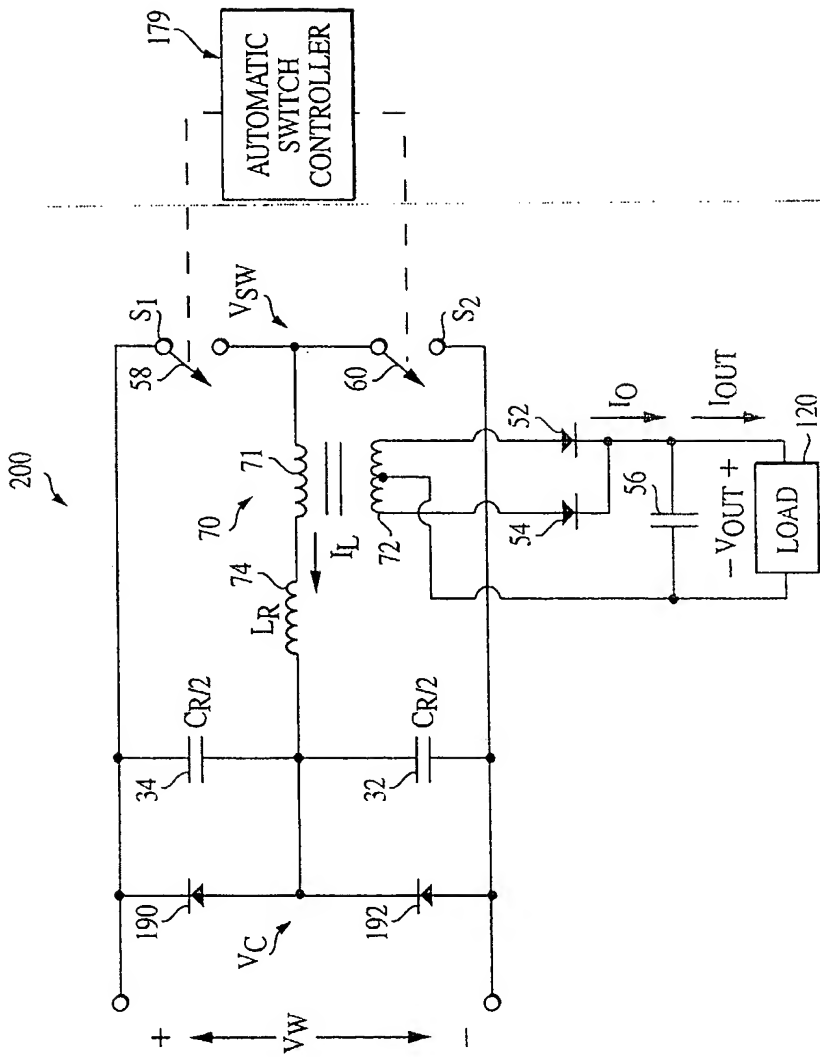 200
179
AUTOMATIC
SWITCH
CONTROLLER
S1
58
VSW
60
S2
70
71
72
74
LR
IL
34
CR/2
32
CR/2
190
192
VC
+
VW
−
52
54
56
IO
IOUT
− VOUT +
120
LOAD